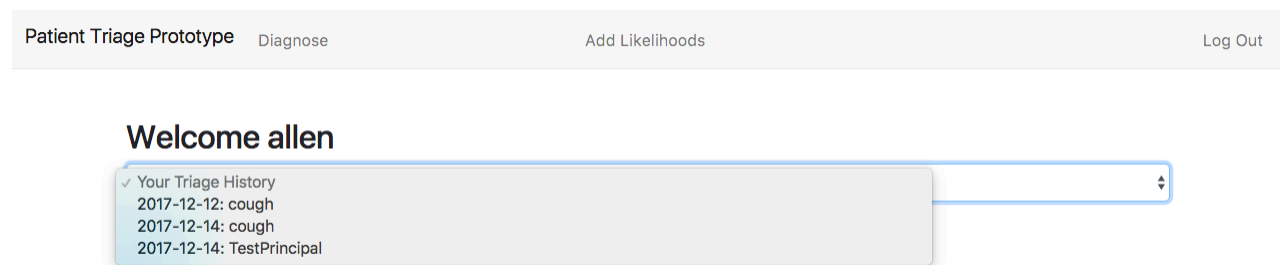 Patient Triage Prototype Diagnose Add Likelihoods Log Out
Welcome allen
✓ Your Triage History
2017-12-12: cough
2017-12-14: cough
2017-12-14: TestPrincipal